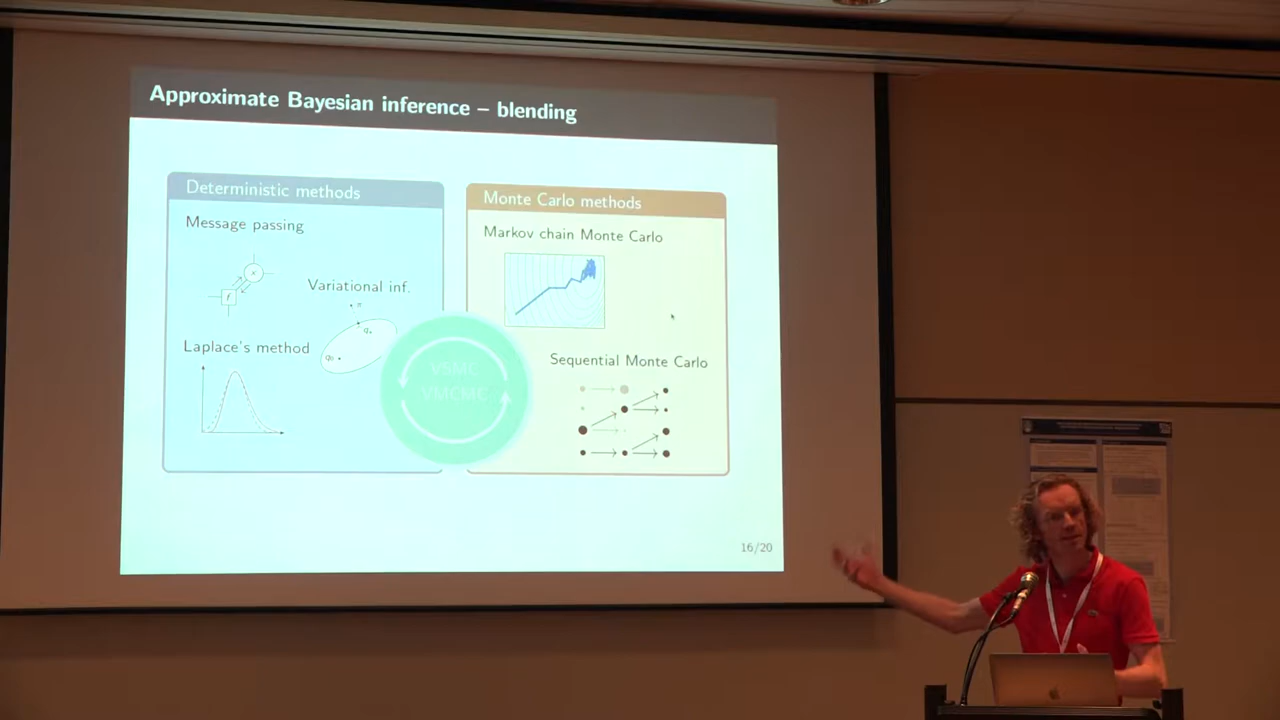 Approximate Bayesian inference – blending
Deterministic methods
Message passing
x
f
Variational inf.
π
q⋆
q₀
Laplace's method
VSMC
VMCMC
Monte Carlo methods
Markov chain Monte Carlo
Sequential Monte Carlo
16/20